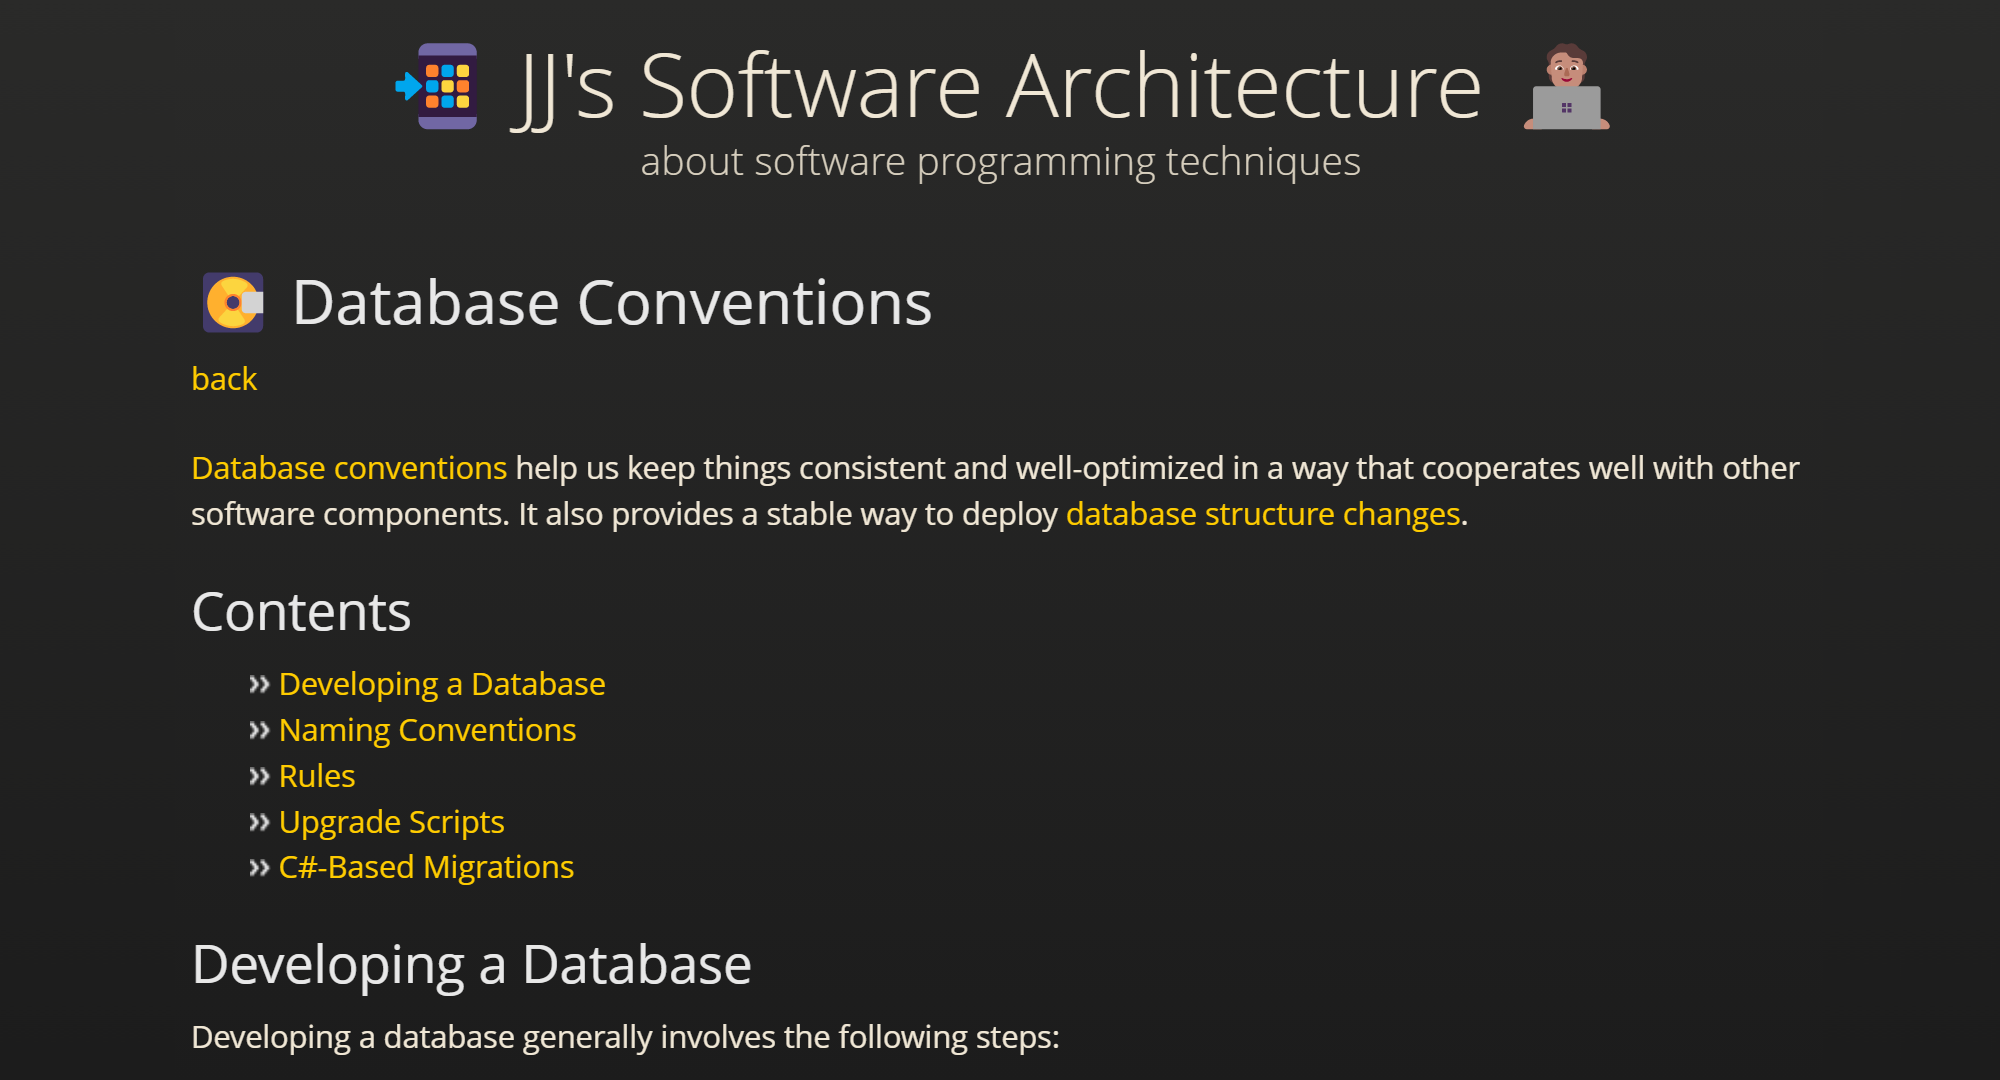 JJ's Software Architecture
about software programming techniques
Database Conventions
back
Database conventions help us keep things consistent and well-optimized in a way that cooperates well with other
software components. It also provides a stable way to deploy database structure changes.
Contents
Developing a Database
Naming Conventions
Rules
Upgrade Scripts
C#-Based Migrations
Developing a Database
Developing a database generally involves the following steps: